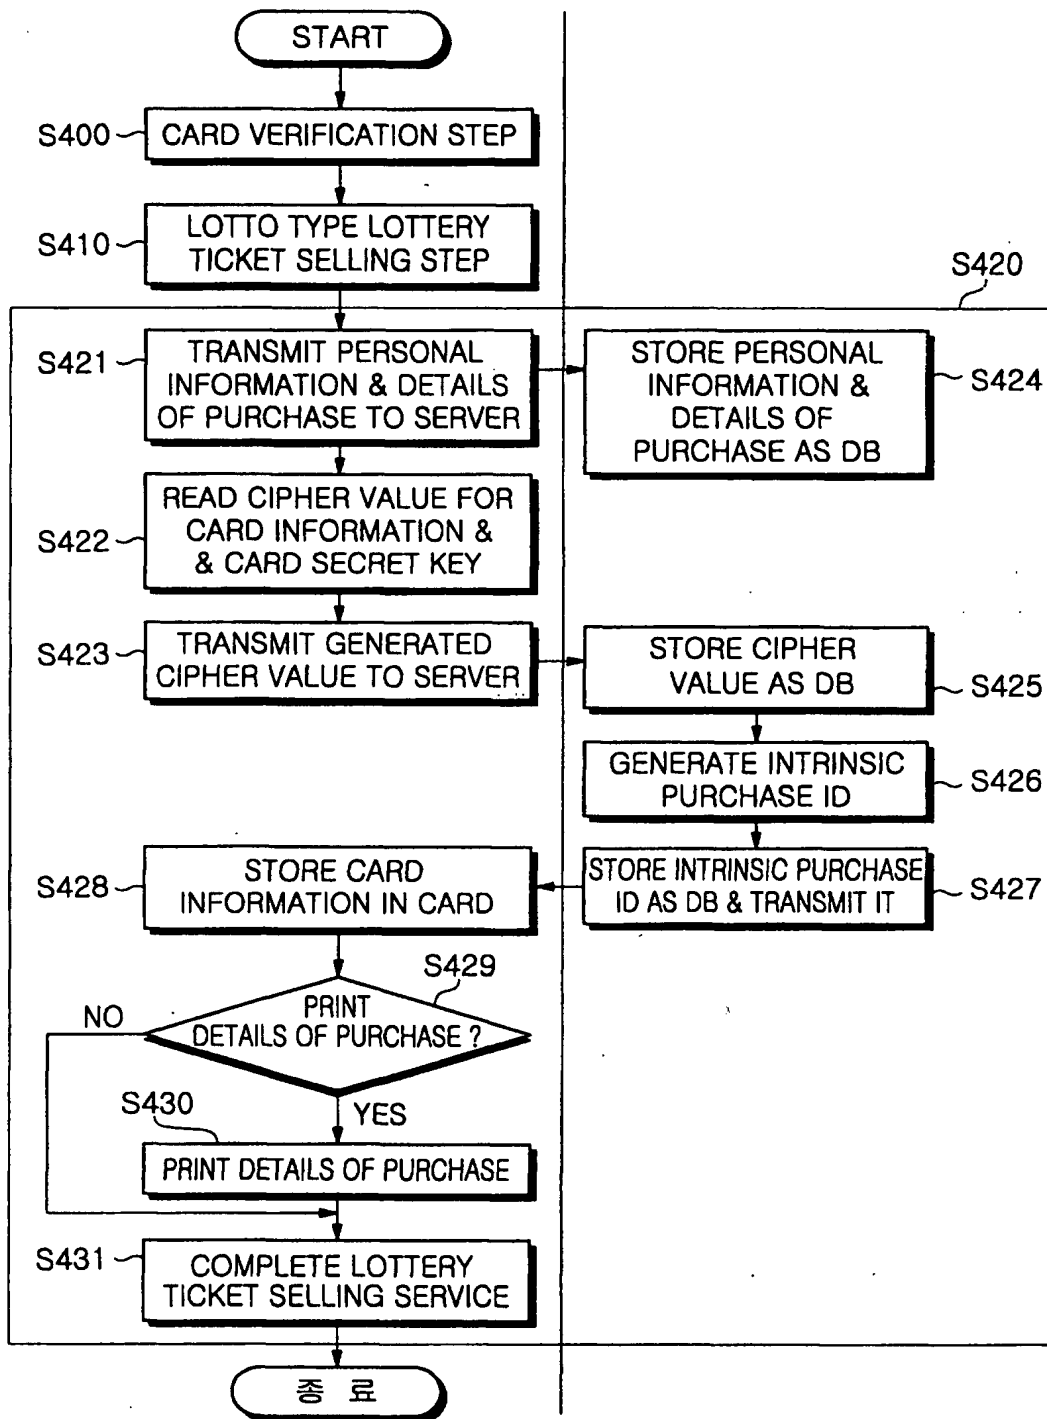 START
S400
CARD VERIFICATION STEP
S410
LOTTO TYPE LOTTERY
TICKET SELLING STEP
S420
S421
TRANSMIT PERSONAL
INFORMATION & DETAILS
OF PURCHASE TO SERVER
STORE PERSONAL
INFORMATION &
DETAILS OF
PURCHASE AS DB
S424
S422
READ CIPHER VALUE FOR
CARD INFORMATION &
& CARD SECRET KEY
S423
TRANSMIT GENERATED
CIPHER VALUE TO SERVER
STORE CIPHER
VALUE AS DB
S425
GENERATE INTRINSIC
PURCHASE ID
S426
STORE INTRINSIC PURCHASE
ID AS DB & TRANSMIT IT
S427
S428
STORE CARD
INFORMATION IN CARD
S429
PRINT
DETAILS OF PURCHASE ?
NO
YES
S430
PRINT DETAILS OF PURCHASE
S431
COMPLETE LOTTERY
TICKET SELLING SERVICE
종 료